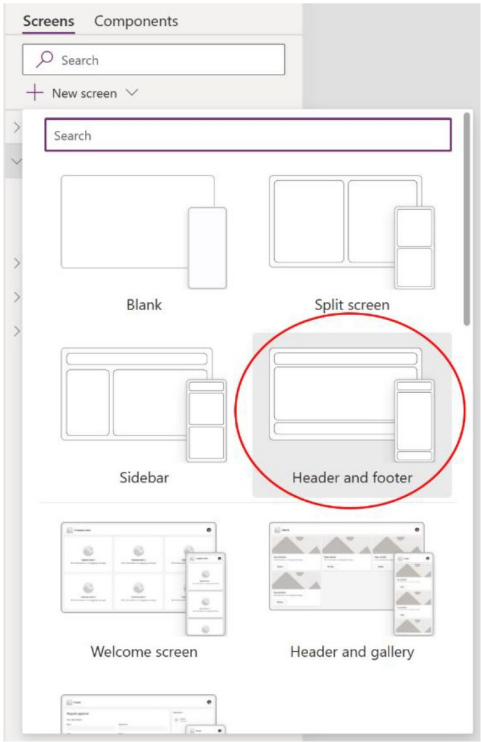 Screens Components
Search
New screen
Search
Blank
Split screen
Sidebar
Header and footer
Welcome screen
Header and gallery